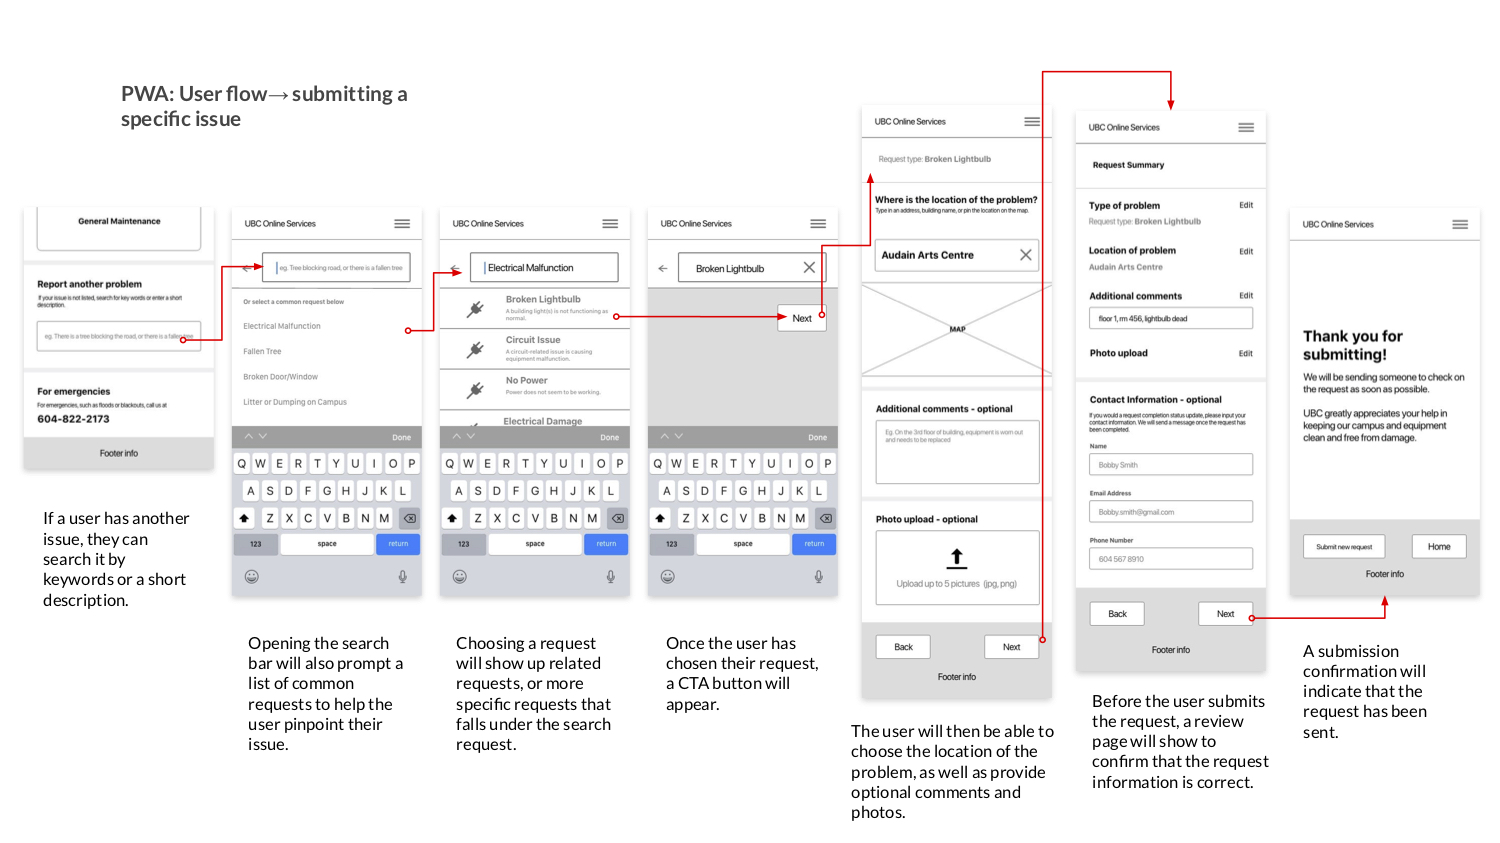 PWA: User flow→ submitting a
specific issue
General Maintenance
Report another problem
If your issue is not listed, search for key words or enter a short
description.
eg. There is a tree blocking the road, or there is a fallen tree
For emergencies
For emergencies, such as floods or blackouts, call us at
604-822-2173
Footer info
If a user has another
issue, they can
search it by
keywords or a short
description.
UBC Online Services
eg. Tree blocking road, or there is a fallen tree
Or select a common request below
Electrical Malfunction
Fallen Tree
Broken Door/Window
Litter or Dumping on Campus
Done
Q W E R T Y U I O P
A S D F G H J K L
Z X C V B N M
123 space return
Opening the search
bar will also prompt a
list of common
requests to help the
user pinpoint their
issue.
UBC Online Services
Electrical Malfunction
Broken Lightbulb
A building light(s) is not functioning as
normal.
Circuit Issue
A circuit-related issue is causing
equipment malfunction.
No Power
Power does not seem to be working.
Electrical Damage
Done
Q W E R T Y U I O P
A S D F G H J K L
Z X C V B N M
123 space return
Choosing a request
will show up related
requests, or more
specific requests that
falls under the search
request.
UBC Online Services
Broken Lightbulb
Next
Done
Q W E R T Y U I O P
A S D F G H J K L
Z X C V B N M
123 space return
Once the user has
chosen their request,
a CTA button will
appear.
UBC Online Services
Request type: Broken Lightbulb
Where is the location of the problem?
Type in an address, building name, or pin the location on the map.
Audain Arts Centre
MAP
Additional comments - optional
Eg. On the 3rd floor of building, equipment is worn out
and needs to be replaced
Photo upload - optional
Upload up to 5 pictures (jpg, png)
Back Next
Footer info
The user will then be able to
choose the location of the
problem, as well as provide
optional comments and
photos.
UBC Online Services
Request Summary
Type of problem Edit
Request type: Broken Lightbulb
Location of problem Edit
Audain Arts Centre
Additional comments Edit
floor 1, rm 456, lightbulb dead
Photo upload Edit
Contact Information - optional
If you would a request completion status update, please input your
contact information. We will send a message once the request has
been completed.
Name
Bobby Smith
Email Address
Bobby.smith@gmail.com
Phone Number
604 567 8910
Back Next
Footer info
Before the user submits
the request, a review
page will show to
confirm that the request
information is correct.
UBC Online Services
Thank you for
submitting!
We will be sending someone to check on
the request as soon as possible.
UBC greatly appreciates your help in
keeping our campus and equipment
clean and free from damage.
Submit new request Home
Footer info
A submission
confirmation will
indicate that the
request has been
sent.